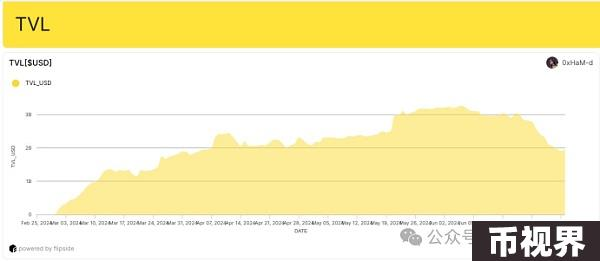 TVL
TVL[$USD]
0xHaM-d
TVL_USD
3B
2B
1B
0
TVL_USD
Feb 25, 2024 Mar 03, 2024 Mar 10, 2024 Mar 17, 2024 Mar 24, 2024 Mar 31, 2024 Apr 07, 2024 Apr 14, 2024 Apr 21, 2024 Apr 28, 2024 May 05, 2024 May 12, 2024 May 19, 2024 May 26, 2024 Jun 02, 2024
DATE
powered by flipside
公众号
币视界